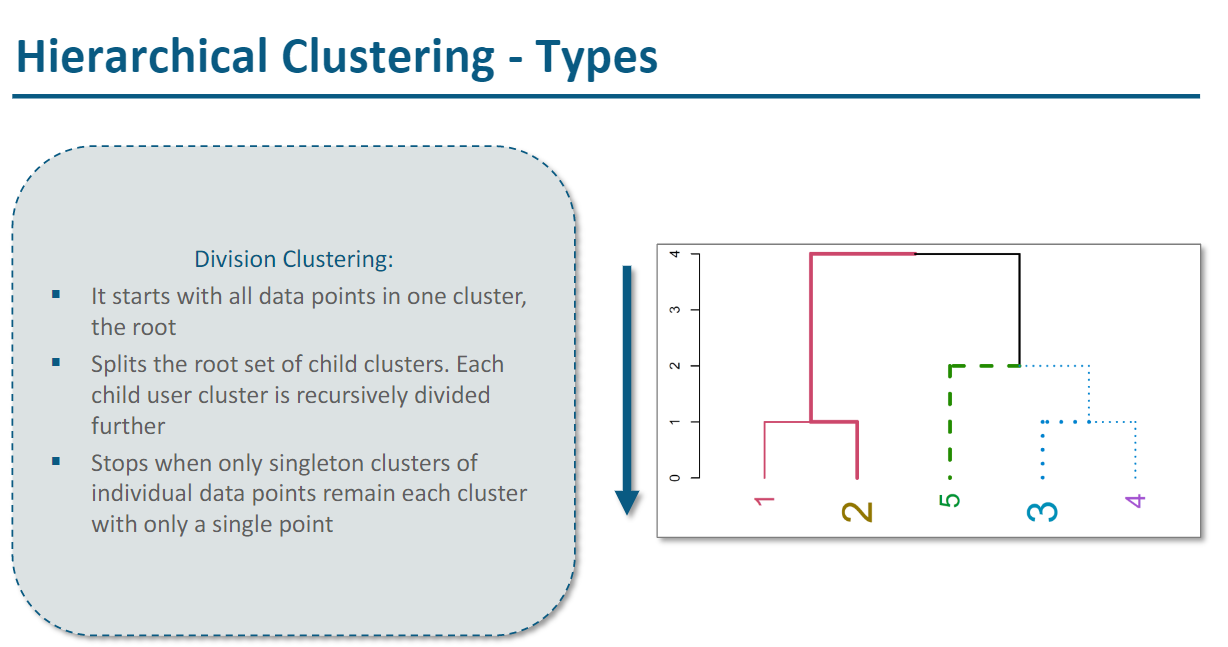 Hierarchical Clustering - Types
Division Clustering:
▪ It starts with all data points in one cluster,
the root
▪ Splits the root set of child clusters. Each
child user cluster is recursively divided
further
▪ Stops when only singleton clusters of
individual data points remain each cluster
with only a single point
4
3
2
1
0
1 2 5 3 4